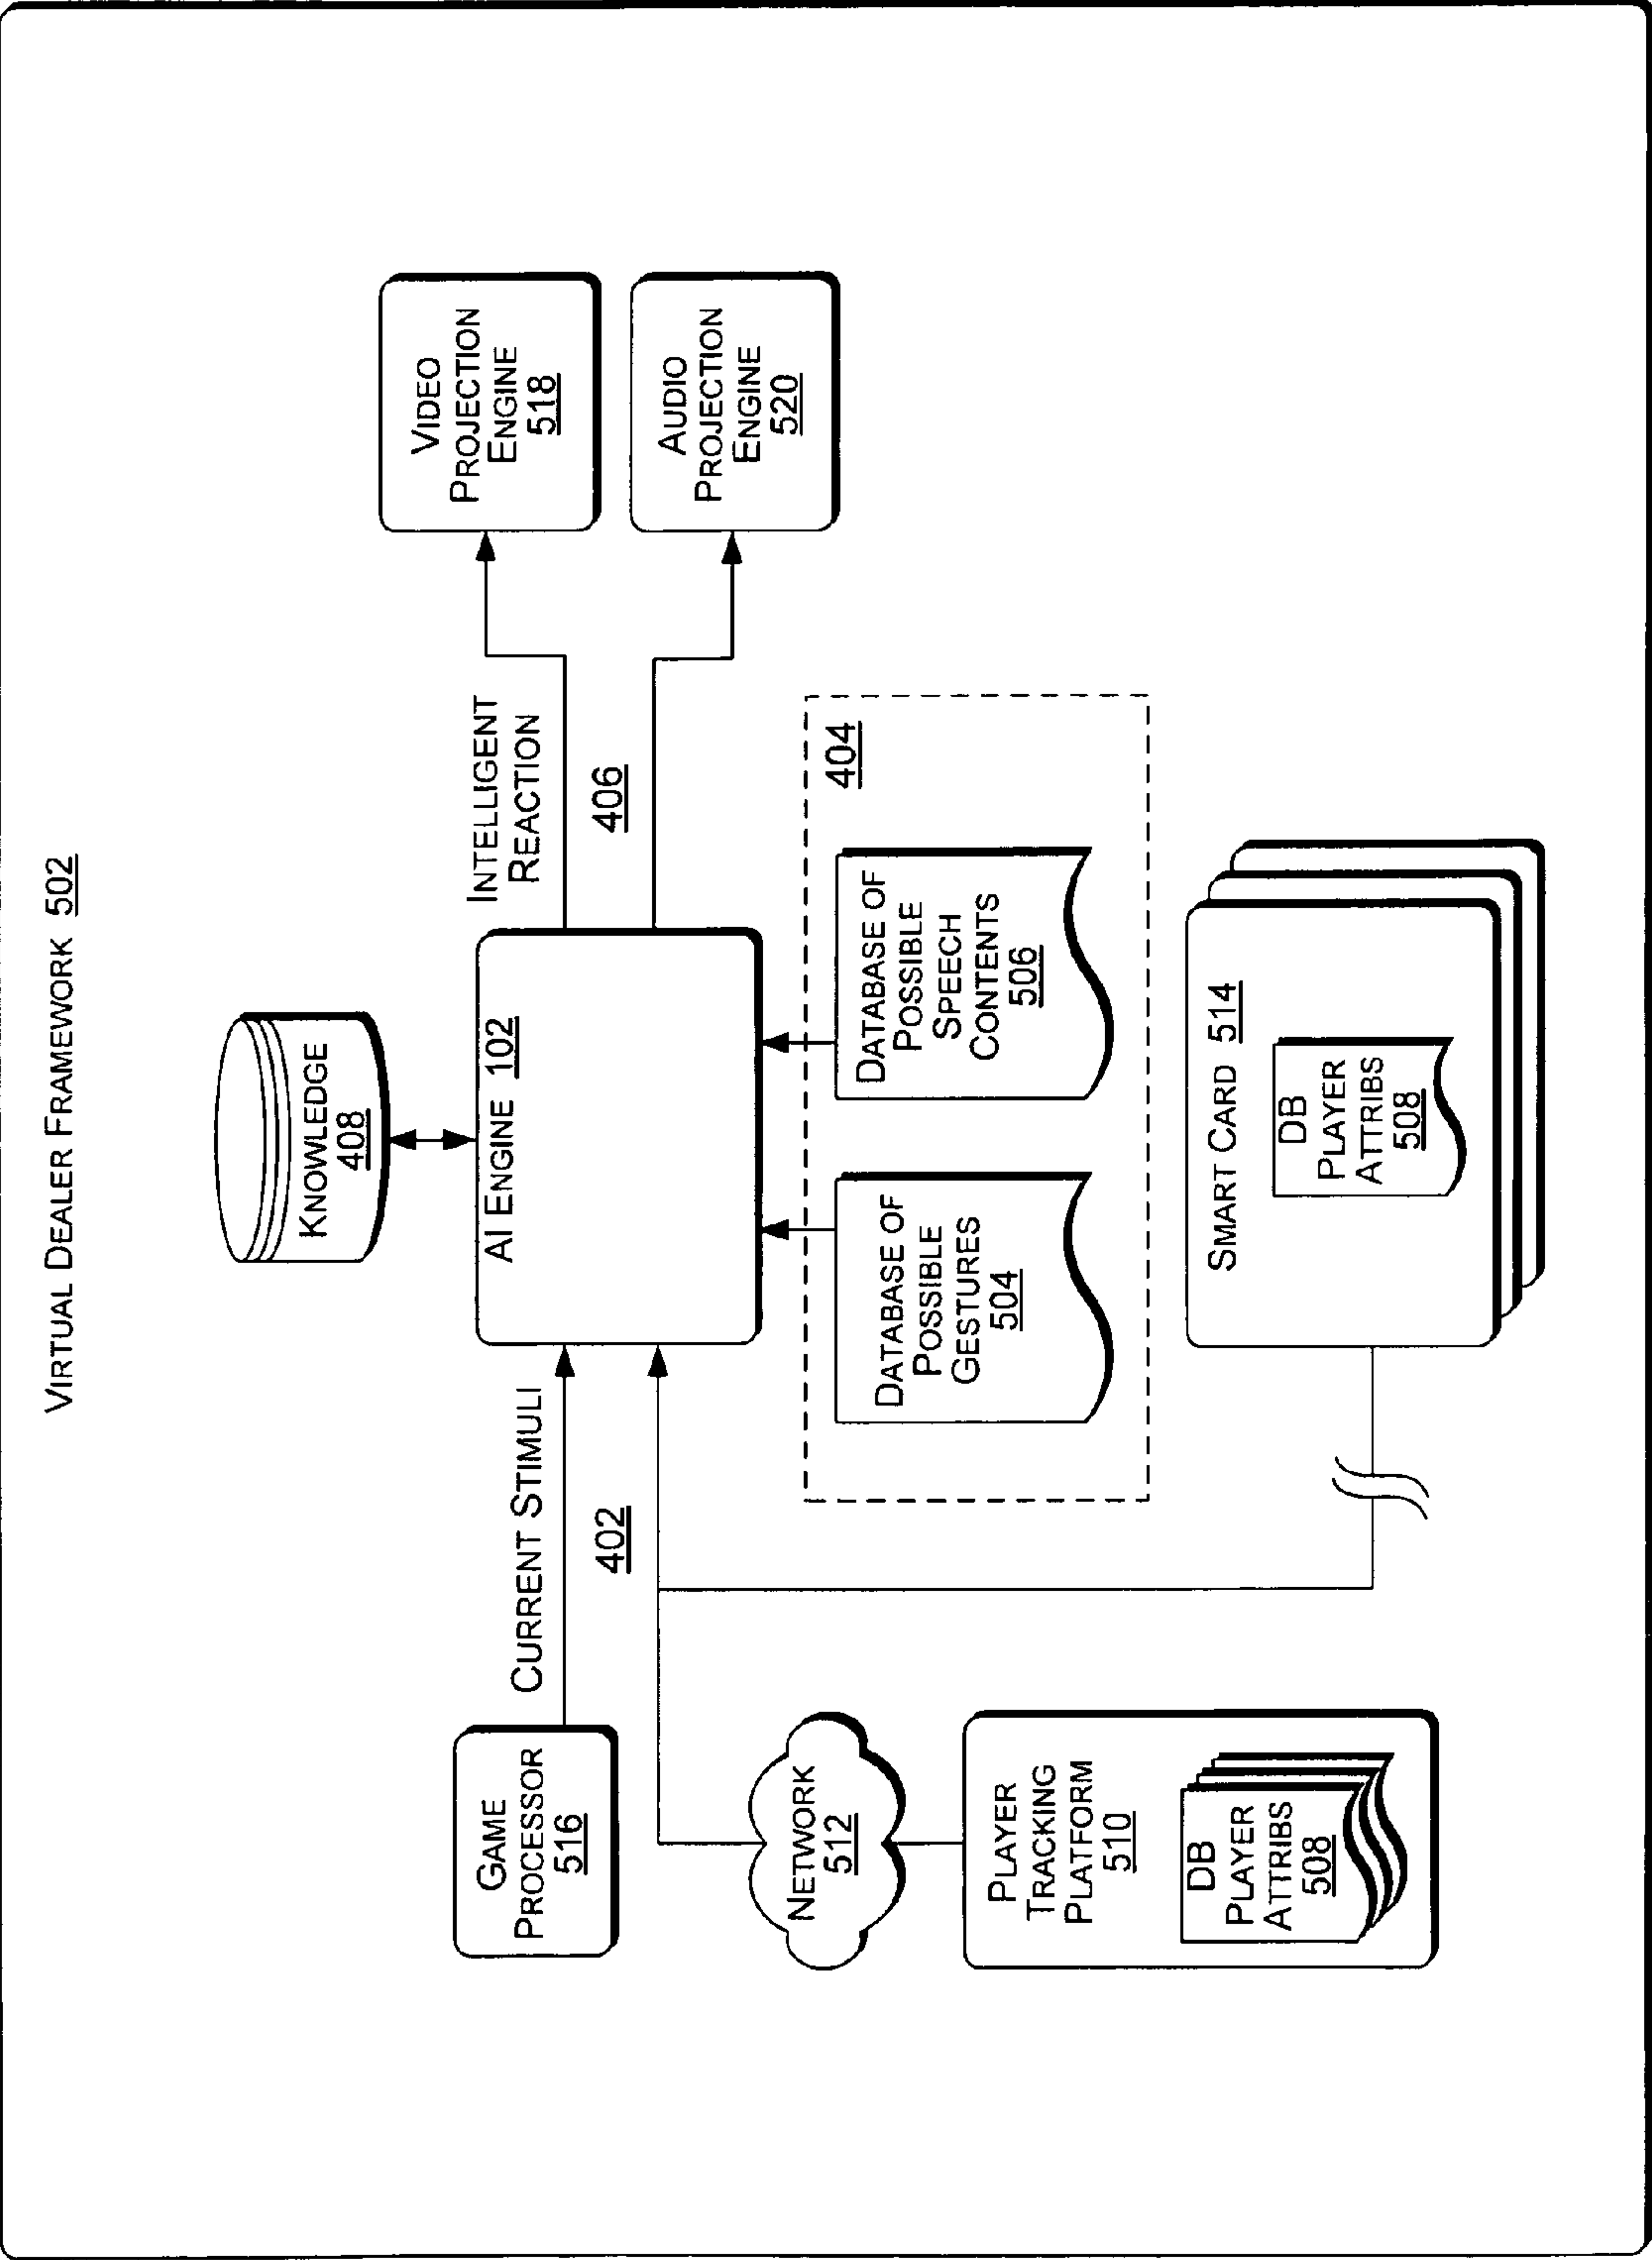 VIRTUAL DEALER FRAMEWORK 502
KNOWLEDGE
408
GAME
PROCESSOR
516
CURRENT STIMULI
402
AI ENGINE 102
INTELLIGENT
REACTION
406
VIDEO
PROJECTION
ENGINE
518
AUDIO
PROJECTION
ENGINE
520
NETWORK
512
PLAYER
TRACKING
PLATFORM
510
DB
PLAYER
ATTRIBS
508
404
DATABASE OF
POSSIBLE
GESTURES
504
DATABASE OF
POSSIBLE
SPEECH
CONTENTS
506
SMART CARD 514
DB
PLAYER
ATTRIBS
508